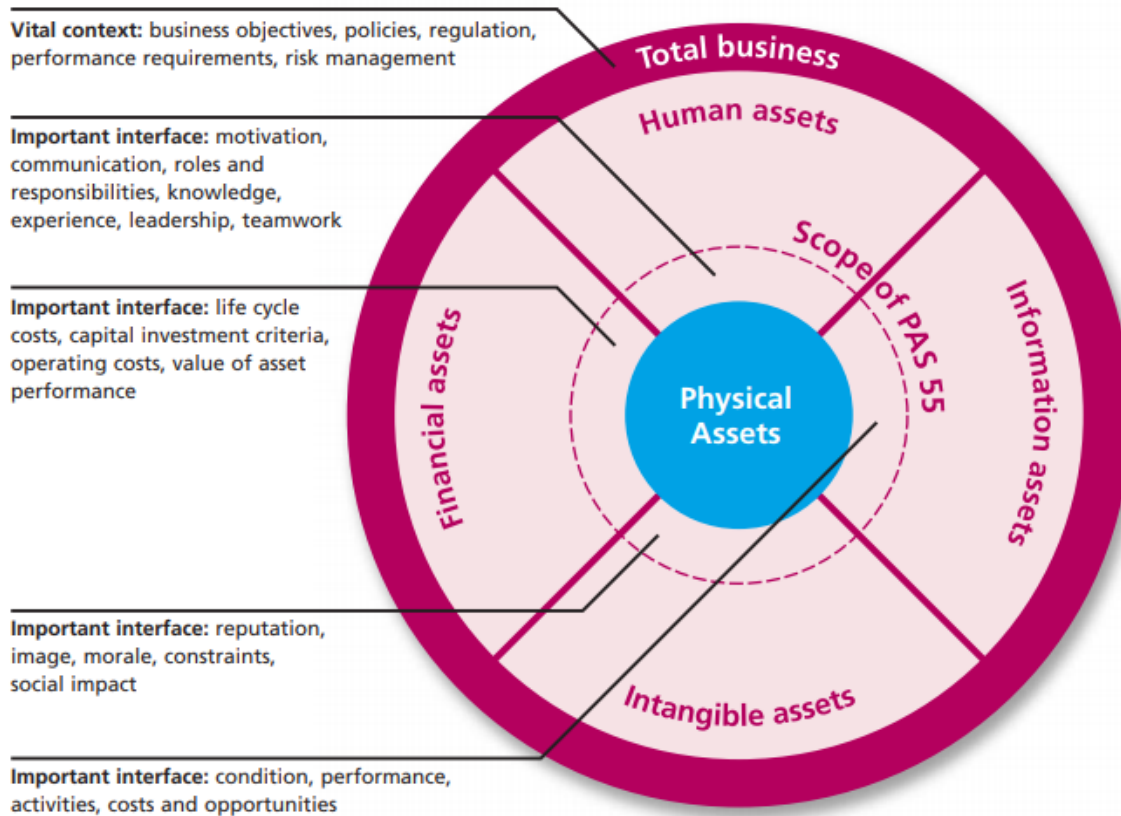 Vital context: business objectives, policies, regulation,
performance requirements, risk management
Important interface: motivation,
communication, roles and
responsibilities, knowledge,
experience, leadership, teamwork
Important interface: life cycle
costs, capital investment criteria,
operating costs, value of asset
performance
Important interface: reputation,
image, morale, constraints,
social impact
Important interface: condition, performance,
activities, costs and opportunities
Total business
Human assets
Scope of PAS 55
Financial assets
Physical
Assets
Information assets
Intangible assets